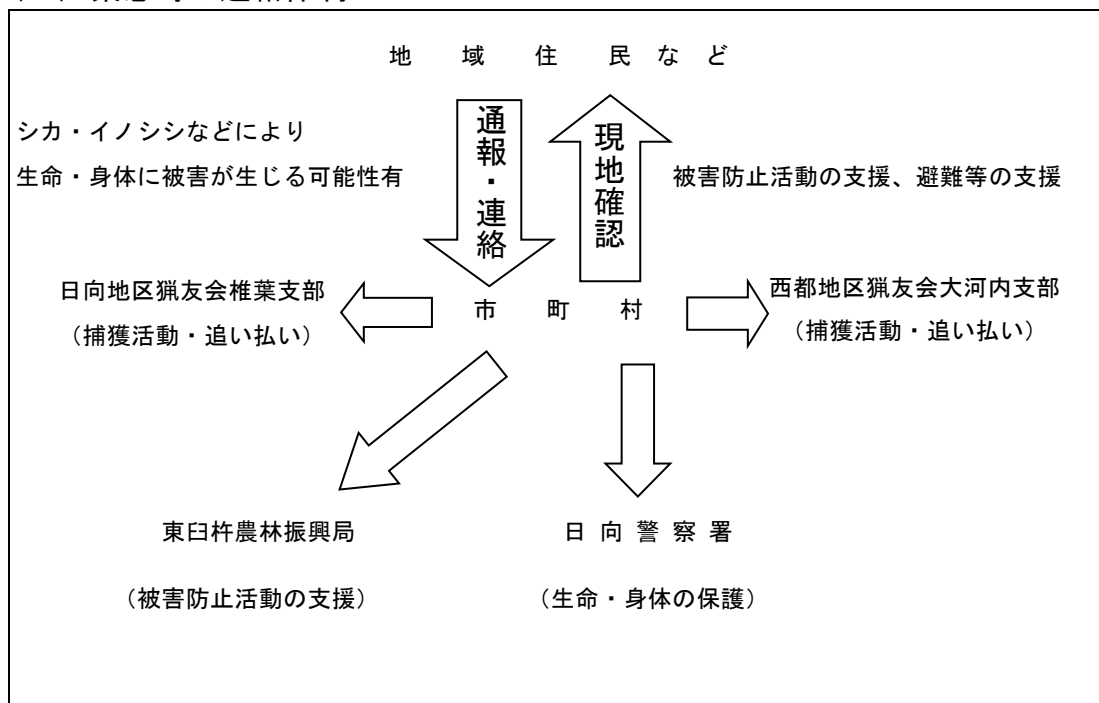 地域住民など
シカ・イノシシなどにより
生命・身体に被害が生じる可能性有
通報・連絡
現地確認
被害防止活動の支援、避難等の支援
日向地区猟友会椎葉支部
（捕獲活動・追い払い）
市町村
西都地区猟友会大河内支部
（捕獲活動・追い払い）
東臼杵農林振興局
（被害防止活動の支援）
日向警察署
（生命・身体の保護）